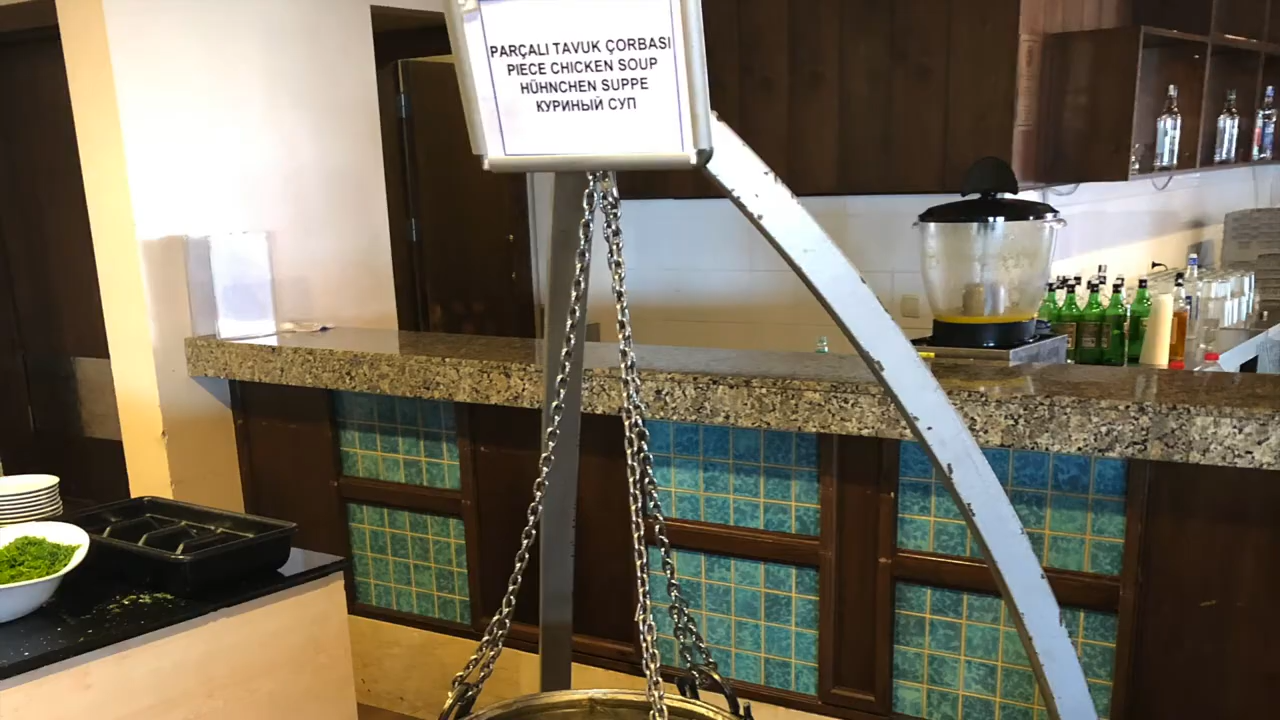 PARÇALI TAVUK ÇORBASI
PIECE CHICKEN SOUP
HÜHNCHEN SUPPE
КУРИНЫЙ СУП